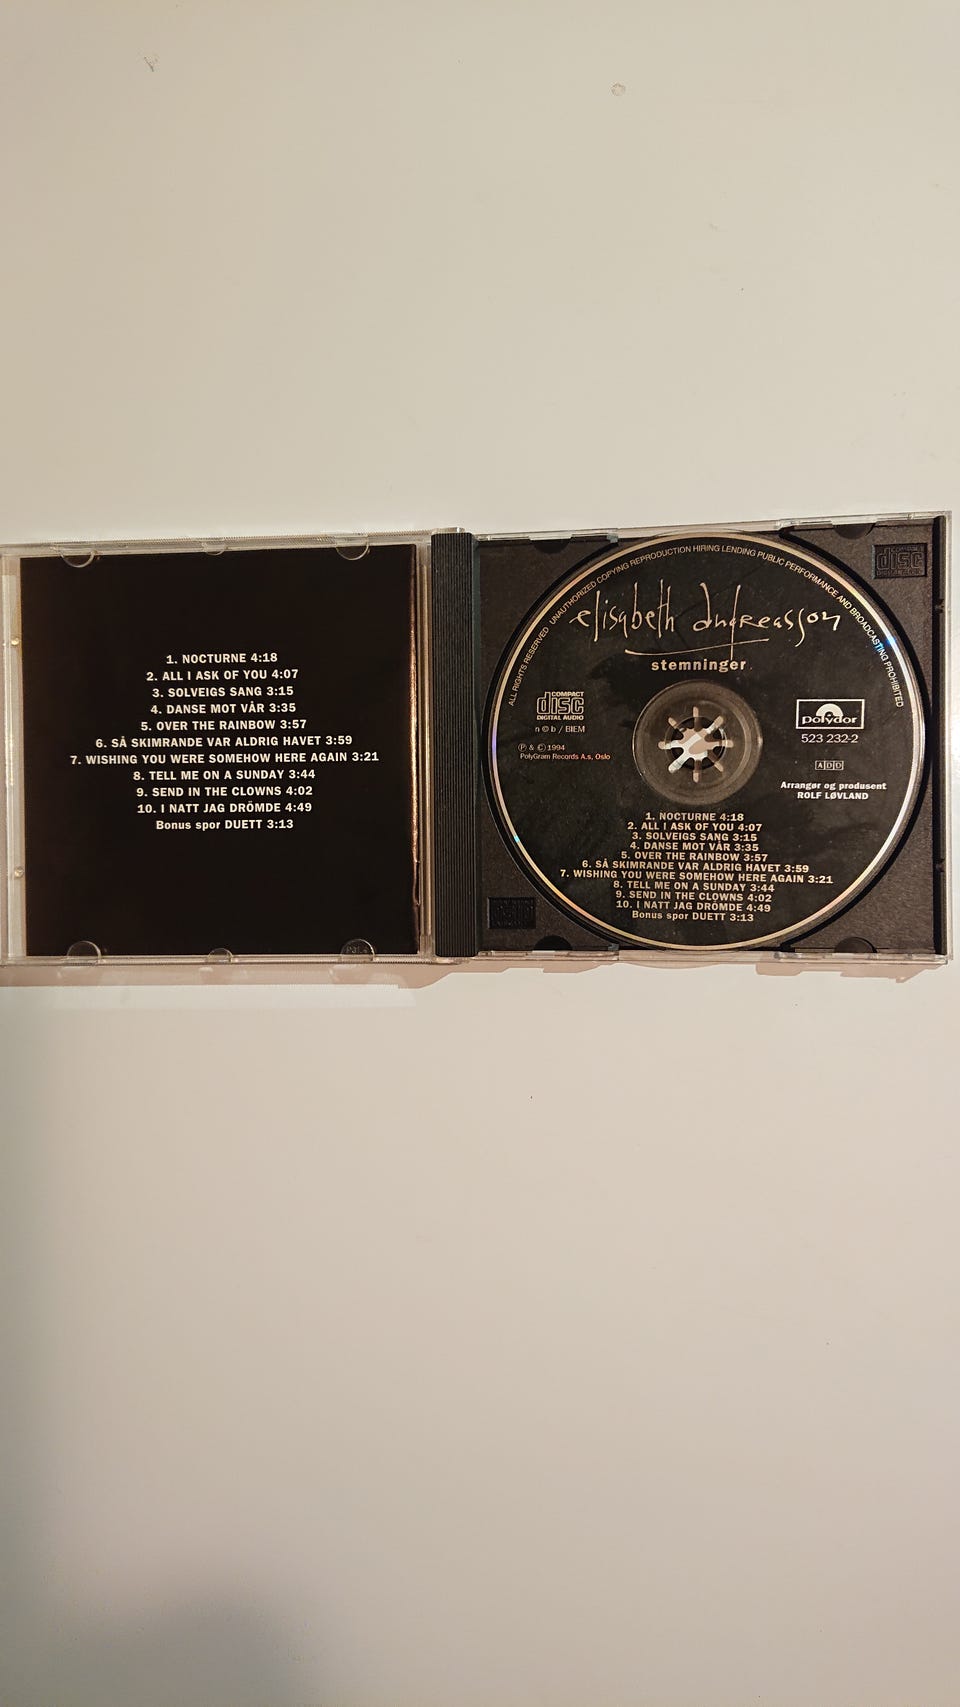 1. NOCTURNE 4:18
2. ALL I ASK OF YOU 4:07
3. SOLVEIGS SANG 3:15
4. DANSE MOT VÅR 3:35
5. OVER THE RAINBOW 3:57
6. SÅ SKIMRANDE VAR ALDRIG HAVET 3:59
7. WISHING YOU WERE SOMEHOW HERE AGAIN 3:21
8. TELL ME ON A SUNDAY 3:44
9. SEND IN THE CLOWNS 4:02
10. I NATT JAG DRÖMDE 4:49
Bonus spor DUETT 3:13
ALL RIGHTS RESERVED UNAUTHORIZED COPYING REPRODUCTION HIRING LENDING PUBLIC PERFORMANCE AND BROADCASTING PROHIBITED
elisabeth andreasson
stemninger
COMPACT
disc
DIGITAL AUDIO
n©b / BIEM
℗ & © 1994
PolyGram Records A.s, Oslo
polydor
523 232-2
ADD
Arrangør og produsent
ROLF LØVLAND
1. NOCTURNE 4:18
2. ALL I ASK OF YOU 4:07
3. SOLVEIGS SANG 3:15
4. DANSE MOT VÅR 3:35
5. OVER THE RAINBOW 3:57
6. SÅ SKIMRANDE VAR ALDRIG HAVET 3:59
7. WISHING YOU WERE SOMEHOW HERE AGAIN 3:21
8. TELL ME ON A SUNDAY 3:44
9. SEND IN THE CLOWNS 4:02
10. I NATT JAG DRÖMDE 4:49
Bonus spor DUETT 3:13